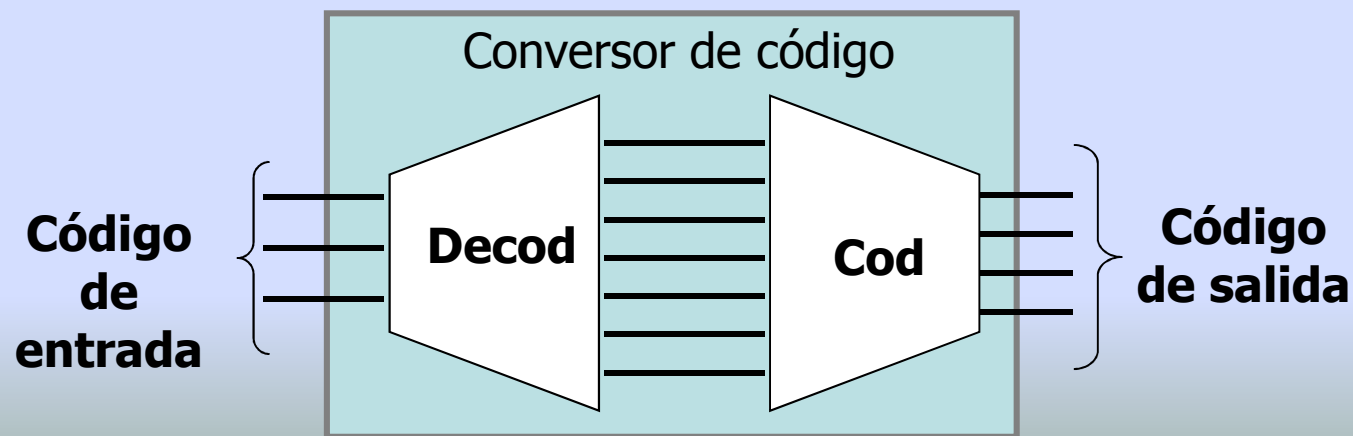 Conversor de código
Código
de
entrada
Decod
Cod
Código
de salida